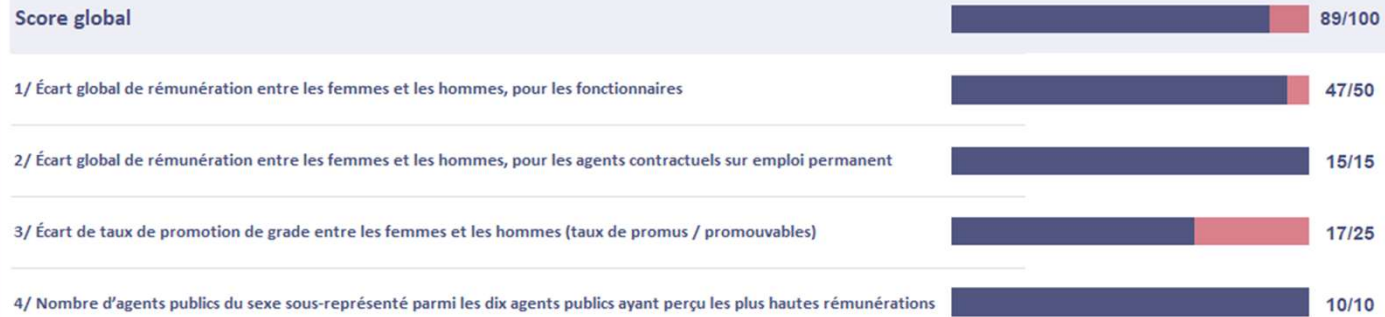 Score global 89/100
1/ Écart global de rémunération entre les femmes et les hommes, pour les fonctionnaires 47/50
2/ Écart global de rémunération entre les femmes et les hommes, pour les agents contractuels sur emploi permanent 15/15
3/ Écart de taux de promotion de grade entre les femmes et les hommes (taux de promus / promouvables) 17/25
4/ Nombre d’agents publics du sexe sous-représenté parmi les dix agents publics ayant perçu les plus hautes rémunérations 10/10